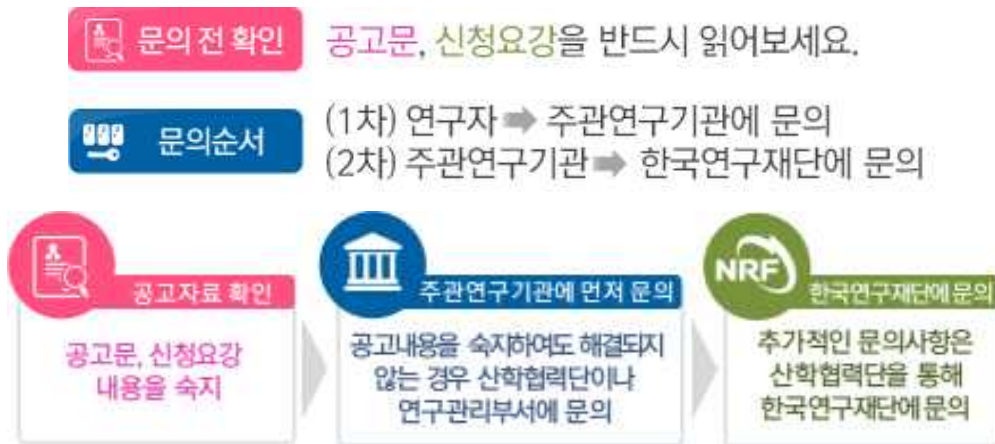 문의 전 확인 공고문, 신청요강을 반드시 읽어보세요.
문의순서
(1차) 연구자 ➡ 주관연구기관에 문의
(2차) 주관연구기관 ➡ 한국연구재단에 문의
공고자료 확인
공고문, 신청요강
내용을 숙지
주관연구기관에 먼저 문의
공고내용을 숙지하여도 해결되지
않는 경우 산학협력단이나
연구관리부서에 문의
NRF
한국연구재단에 문의
추가적인 문의사항은
산학협력단을 통해
한국연구재단에 문의